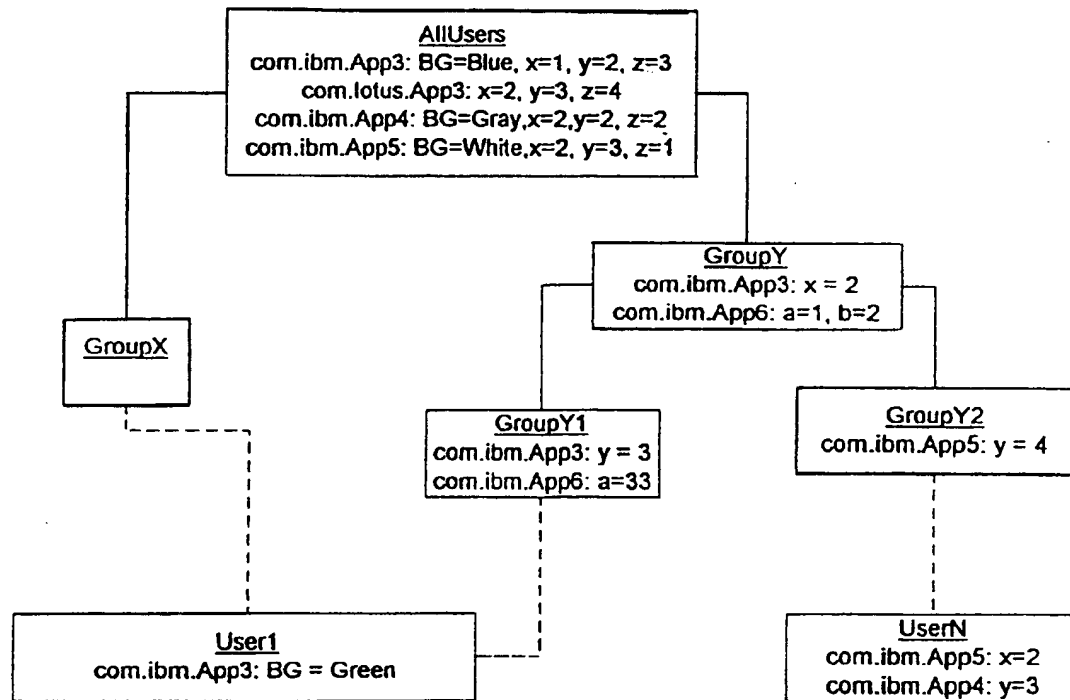 AllUsers
com.ibm.App3: BG=Blue, x=1, y=2, z=3
com.lotus.App3: x=2, y=3, z=4
com.ibm.App4: BG=Gray,x=2,y=2, z=2
com.ibm.App5: BG=White,x=2, y=3, z=1
GroupY
com.ibm.App3: x = 2
com.ibm.App6: a=1, b=2
GroupX
GroupY1
com.ibm.App3: y = 3
com.ibm.App6: a=33
GroupY2
com.ibm.App5: y = 4
User1
com.ibm.App3: BG = Green
UserN
com.ibm.App5: x=2
com.ibm.App4: y=3